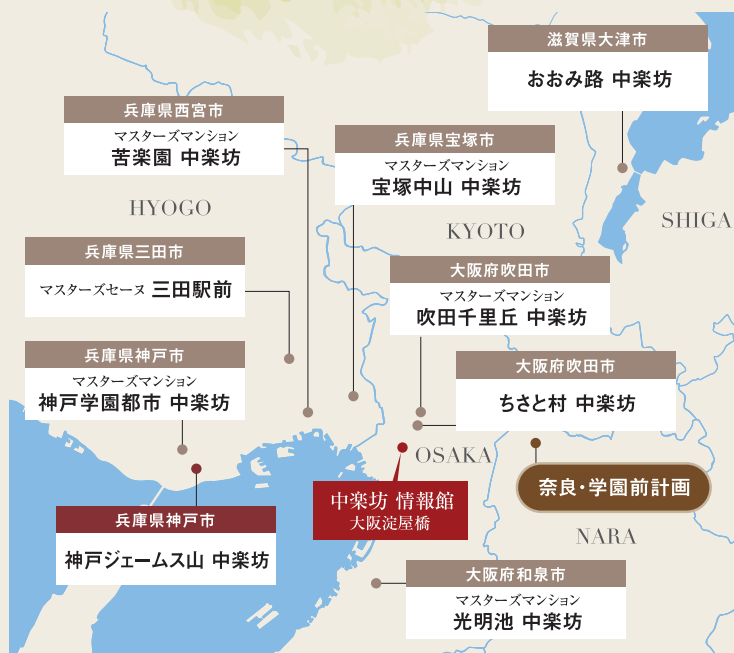 滋賀県大津市
おおみ路 中楽坊
兵庫県西宮市
マスターズマンション
苦楽園 中楽坊
兵庫県宝塚市
マスターズマンション
宝塚中山 中楽坊
HYOGO
KYOTO
SHIGA
兵庫県三田市
マスターズセーヌ 三田駅前
大阪府吹田市
マスターズマンション
吹田千里丘 中楽坊
兵庫県神戸市
マスターズマンション
神戸学園都市 中楽坊
大阪府吹田市
ちさと村 中楽坊
OSAKA
奈良・学園前計画
中楽坊 情報館
大阪淀屋橋
兵庫県神戸市
神戸ジェームス山 中楽坊
NARA
大阪府和泉市
マスターズマンション
光明池 中楽坊